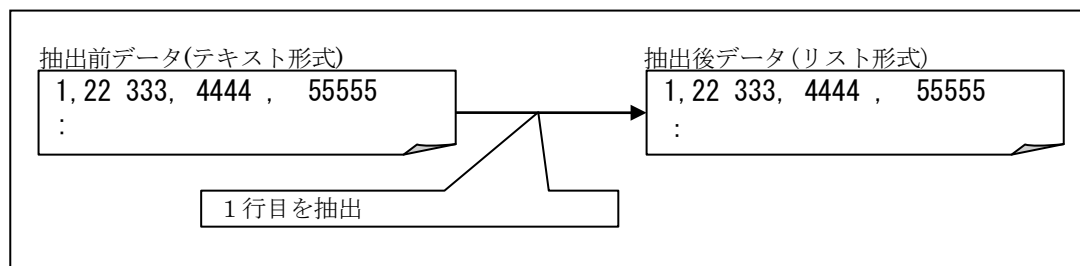 抽出前データ(テキスト形式)
1,22 333, 4444 ,  55555
:
抽出後データ(リスト形式)
1,22 333, 4444 ,  55555
:
1行目を抽出